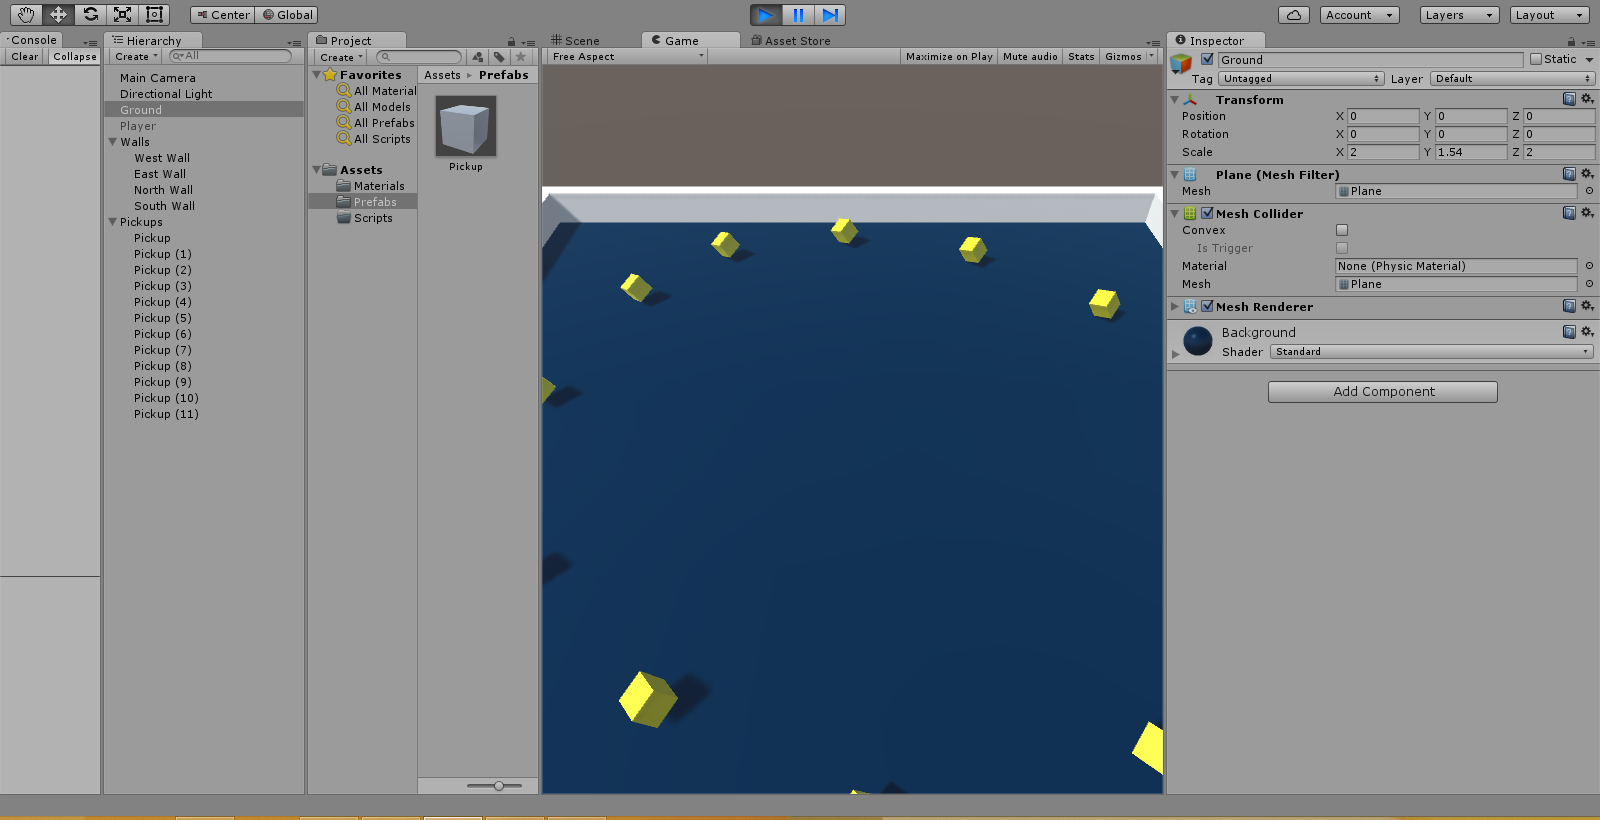 Center Global
Account Layers Layout
Console
Clear Collapse
Hierarchy
Create All
Main Camera
Directional Light
Ground
Player
Walls
West Wall
East Wall
North Wall
South Wall
Pickups
Pickup
Pickup (1)
Pickup (2)
Pickup (3)
Pickup (4)
Pickup (5)
Pickup (6)
Pickup (7)
Pickup (8)
Pickup (9)
Pickup (10)
Pickup (11)
Project
Create
Favorites
All Material
All Models
All Prefabs
All Scripts
Assets
Materials
Prefabs
Scripts
Assets Prefabs
Pickup
Scene Game Asset Store
Free Aspect Maximize on Play Mute audio Stats Gizmos
Inspector
Ground Static
Tag Untagged Layer Default
Transform
Position X 0 Y 0 Z 0
Rotation X 0 Y 0 Z 0
Scale X 2 Y 1.54 Z 2
Plane (Mesh Filter)
Mesh Plane
Mesh Collider
Convex
Is Trigger
Material None (Physic Material)
Mesh Plane
Mesh Renderer
Background
Shader Standard
Add Component